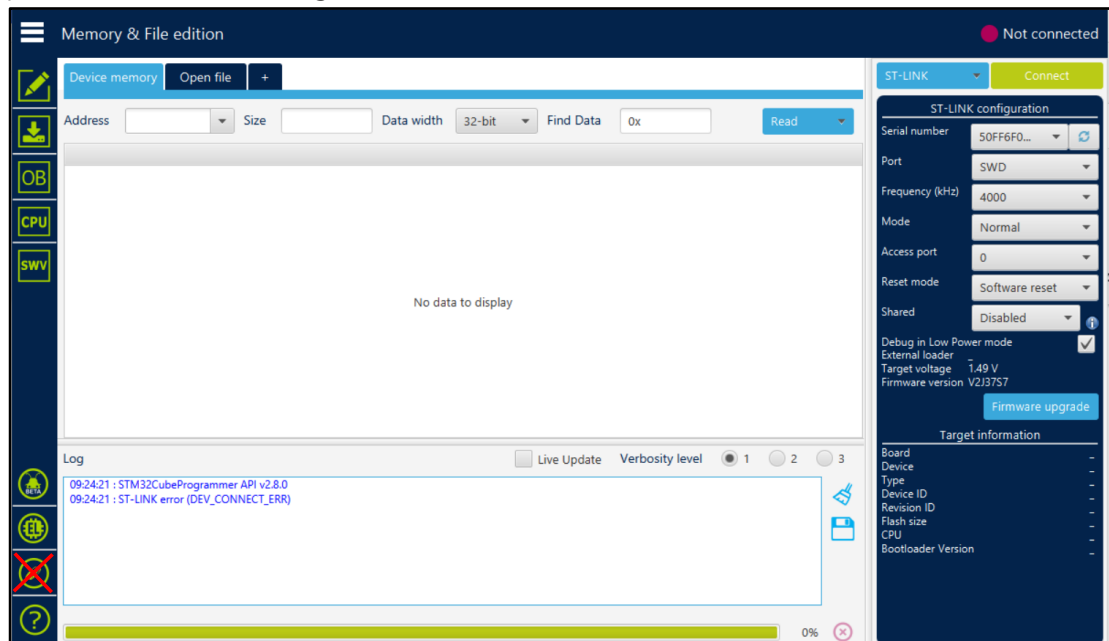 Memory & File edition
Not connected
Device memory
Open file
+
ST-LINK
Connect
Address
Size
Data width
32-bit
Find Data
0x
Read
ST-LINK configuration
Serial number
50FF6F0...
Port
SWD
Frequency (kHz)
4000
Mode
Normal
Access port
0
Reset mode
Software reset
Shared
Disabled
Debug in Low Power mode
External loader _
Target voltage 1.49 V
Firmware version V2J37S7
Firmware upgrade
Target information
Board _
Device _
Type _
Device ID _
Revision ID _
Flash size _
CPU _
Bootloader Version _
OB
CPU
SWV
No data to display
Log
Live Update
Verbosity level
1
2
3
09:24:21 : STM32CubeProgrammer API v2.8.0
09:24:21 : ST-LINK error (DEV_CONNECT_ERR)
BETA
?
0%